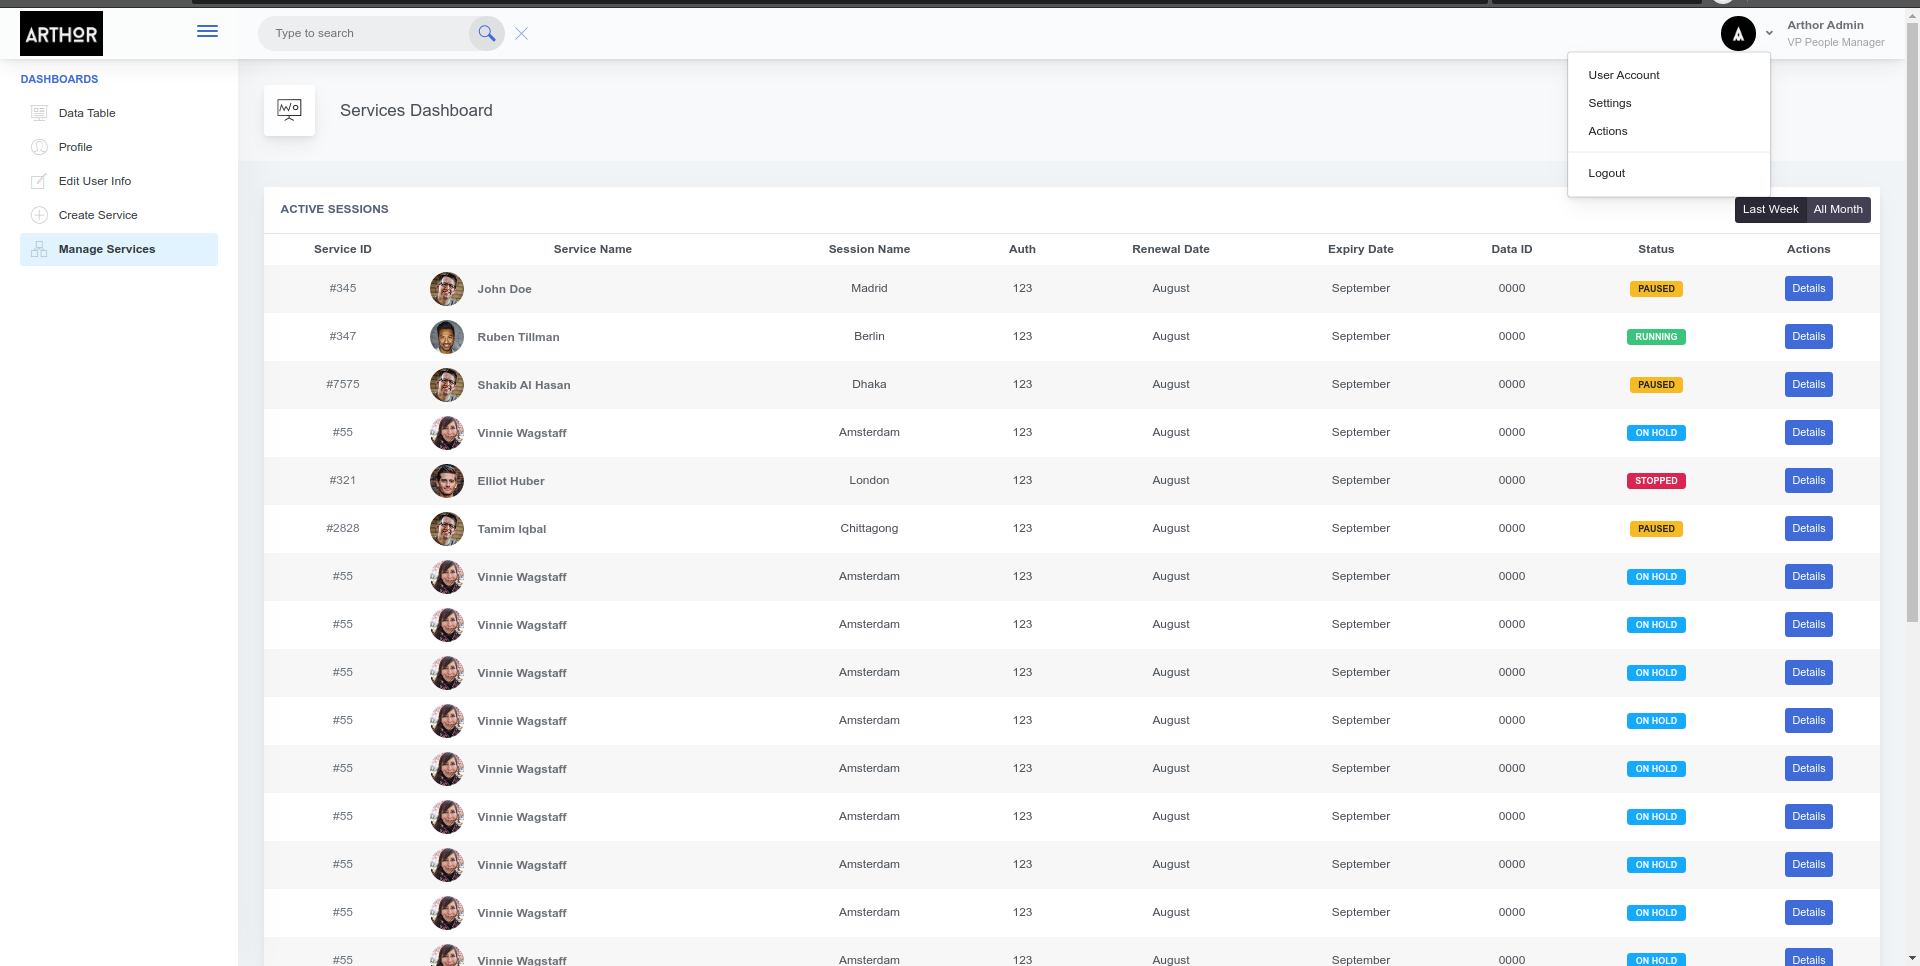 ARTHOR
Type to search
Arthor Admin
VP People Manager
User Account
Settings
Actions
Logout
DASHBOARDS
Data Table
Profile
Edit User Info
Create Service
Manage Services
Services Dashboard
ACTIVE SESSIONS
Last Week All Month
Service ID Service Name Session Name Auth Renewal Date Expiry Date Data ID Status Actions
#345 John Doe Madrid 123 August September 0000 PAUSED Details
#347 Ruben Tillman Berlin 123 August September 0000 RUNNING Details
#7575 Shakib Al Hasan Dhaka 123 August September 0000 PAUSED Details
#55 Vinnie Wagstaff Amsterdam 123 August September 0000 ON HOLD Details
#321 Elliot Huber London 123 August September 0000 STOPPED Details
#2828 Tamim Iqbal Chittagong 123 August September 0000 PAUSED Details
#55 Vinnie Wagstaff Amsterdam 123 August September 0000 ON HOLD Details
#55 Vinnie Wagstaff Amsterdam 123 August September 0000 ON HOLD Details
#55 Vinnie Wagstaff Amsterdam 123 August September 0000 ON HOLD Details
#55 Vinnie Wagstaff Amsterdam 123 August September 0000 ON HOLD Details
#55 Vinnie Wagstaff Amsterdam 123 August September 0000 ON HOLD Details
#55 Vinnie Wagstaff Amsterdam 123 August September 0000 ON HOLD Details
#55 Vinnie Wagstaff Amsterdam 123 August September 0000 ON HOLD Details
#55 Vinnie Wagstaff Amsterdam 123 August September 0000 ON HOLD Details
#55 Vinnie Wagstaff Amsterdam 123 August September 0000 ON HOLD Details